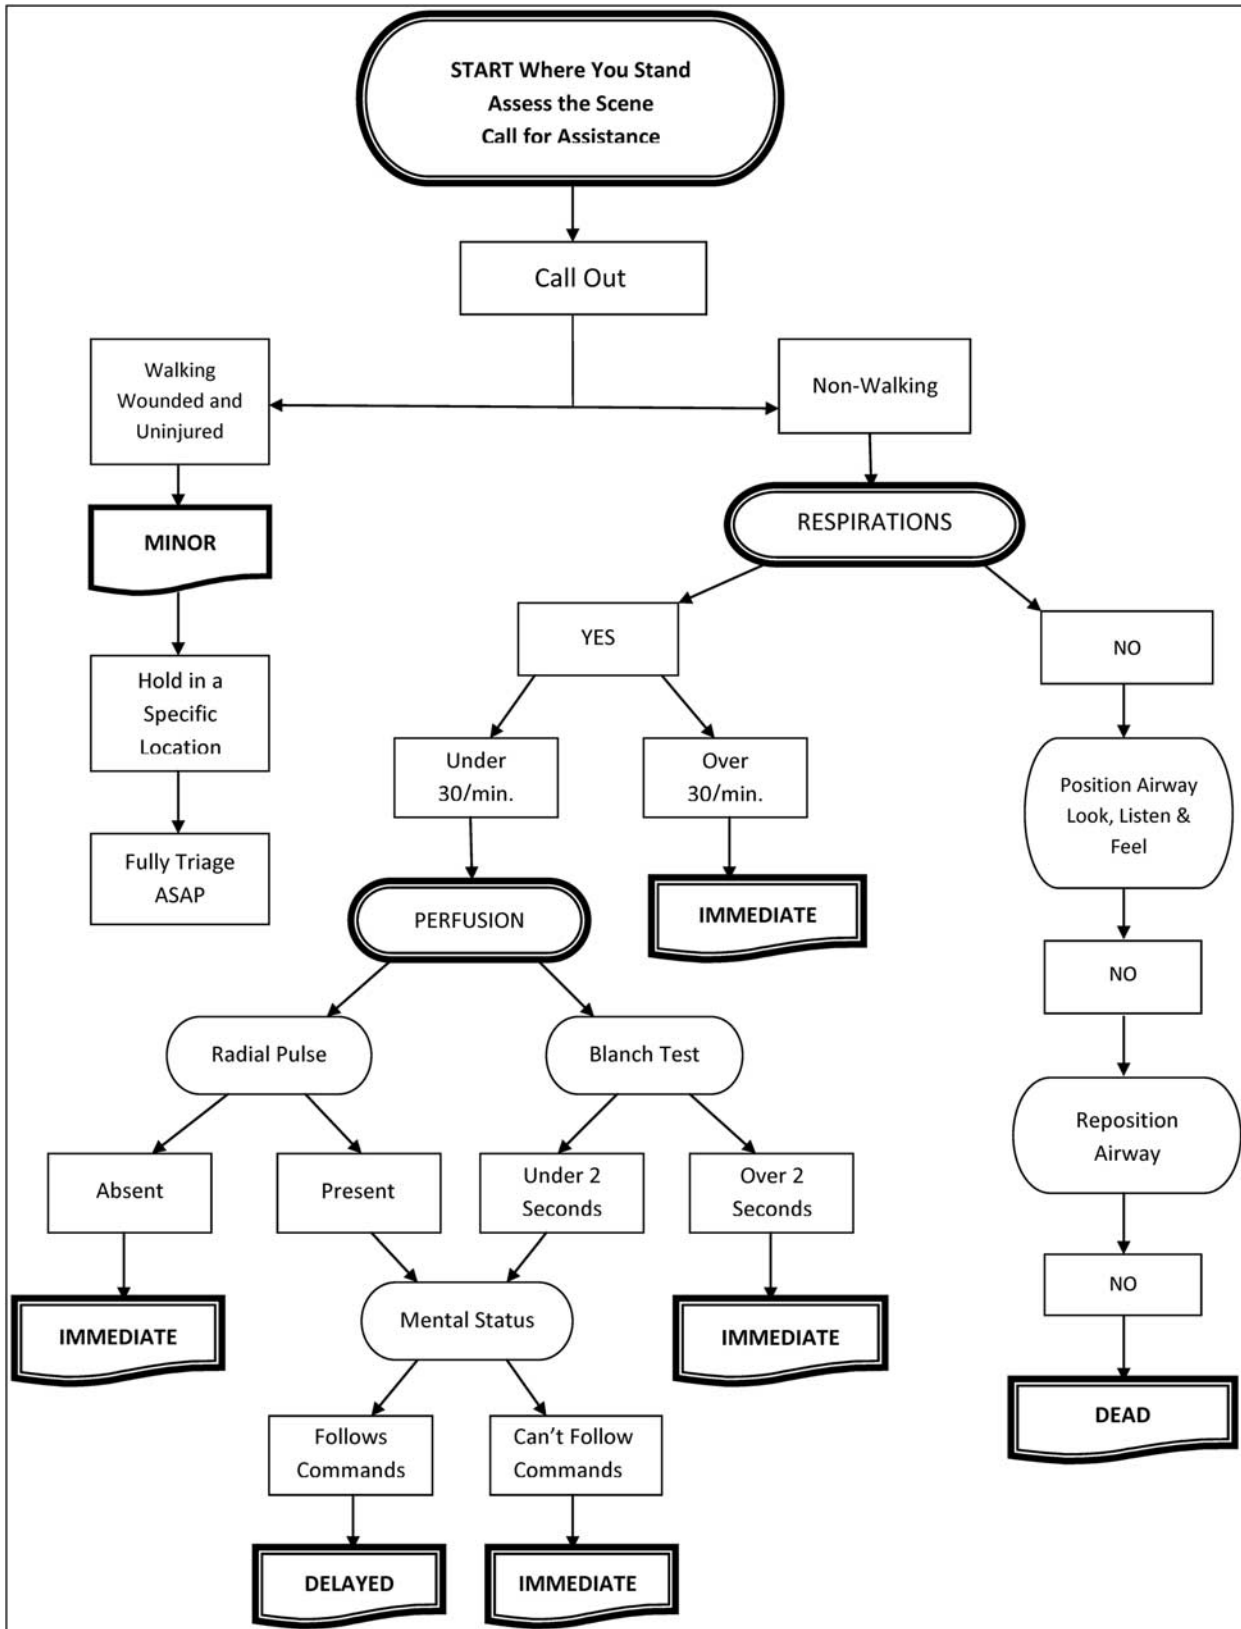 START Where You Stand
Assess the Scene
Call for Assistance
Call Out
Walking
Wounded and
Uninjured
Non-Walking
MINOR
RESPIRATIONS
YES
NO
Hold in a
Specific
Location
Under
30/min.
Over
30/min.
Position Airway
Look, Listen &
Feel
Fully Triage
ASAP
PERFUSION
IMMEDIATE
NO
Radial Pulse
Blanch Test
Reposition
Airway
Absent
Present
Under 2
Seconds
Over 2
Seconds
NO
IMMEDIATE
Mental Status
IMMEDIATE
DEAD
Follows
Commands
Can't Follow
Commands
DELAYED
IMMEDIATE